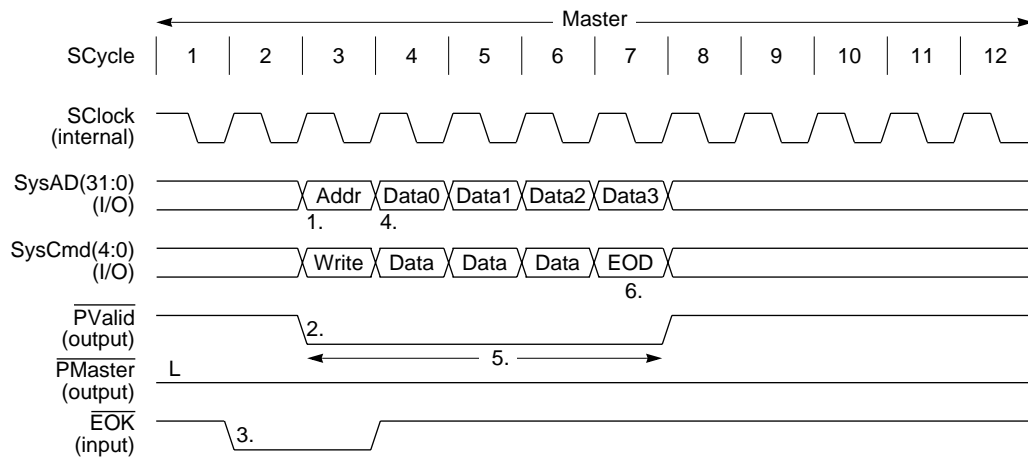 Master
SCycle 1 2 3 4 5 6 7 8 9 10 11 12
SClock
(internal)
SysAD(31:0)
(I/O)
Addr Data0 Data1 Data2 Data3
1. 4.
SysCmd(4:0)
(I/O)
Write Data Data Data EOD
6.
PValid
(output)
2.
5.
PMaster
(output)
L
EOK
(input)
3.